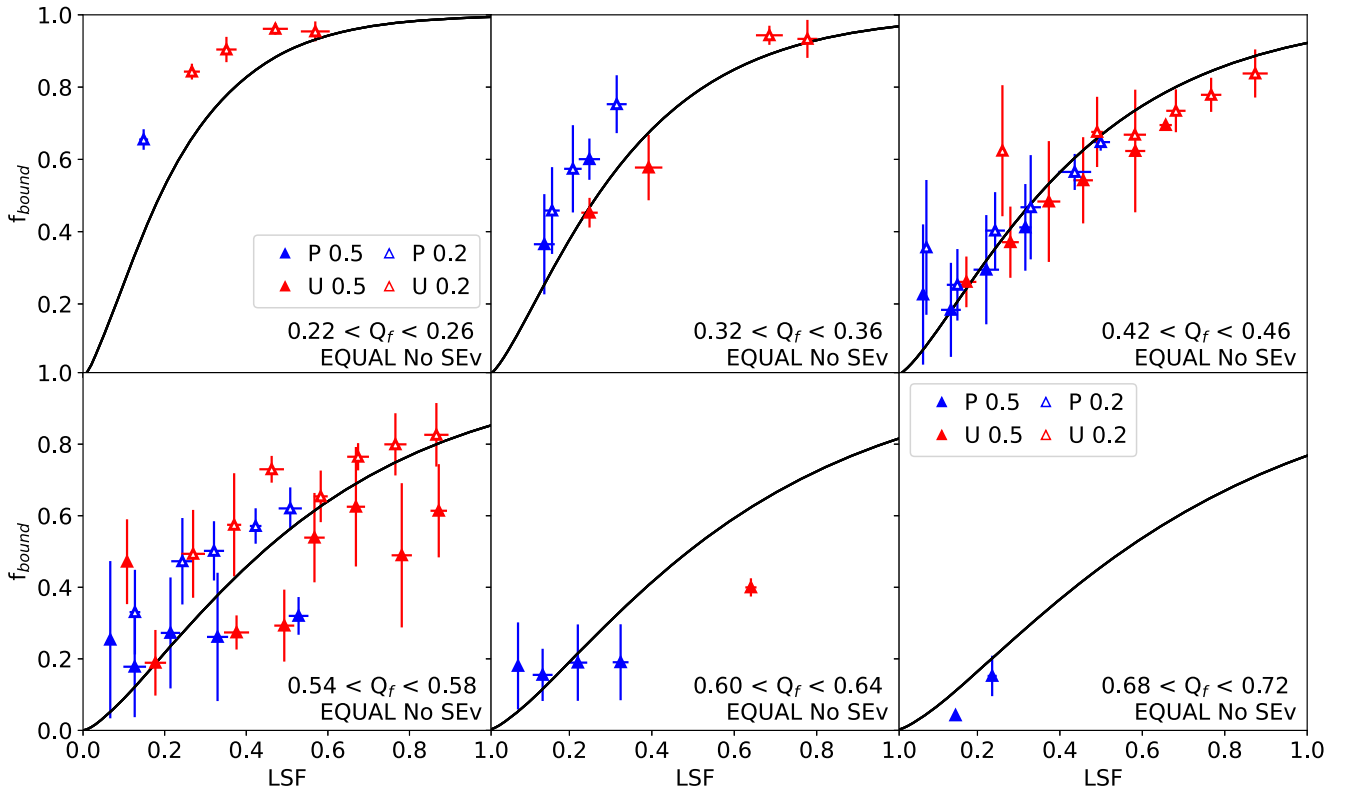 1.0
0.8
0.6
0.4
0.2
f_bound
P 0.5 P 0.2
U 0.5 U 0.2
0.22 < Q_f < 0.26
EQUAL No SEv
0.32 < Q_f < 0.36
EQUAL No SEv
0.42 < Q_f < 0.46
EQUAL No SEv
1.0
0.8
0.6
0.4
0.2
0.0
f_bound
0.54 < Q_f < 0.58
EQUAL No SEv
0.60 < Q_f < 0.64
EQUAL No SEv
P 0.5 P 0.2
U 0.5 U 0.2
0.68 < Q_f < 0.72
EQUAL No SEv
0.0 0.2 0.4 0.6 0.8 1.0 0.2 0.4 0.6 0.8 1.0 0.2 0.4 0.6 0.8 1.0
LSF LSF LSF